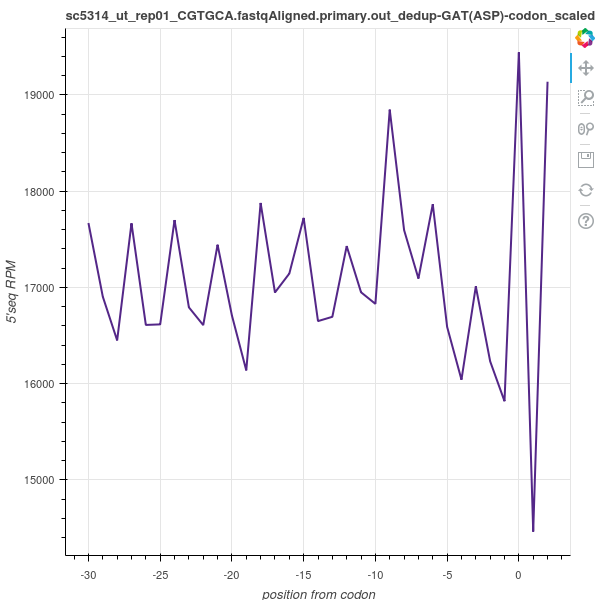 sc5314_ut_rep01_CGTGCA.fastqAligned.primary.out_dedup-GAT(ASP)-codon_scaled
19000
18000
17000
16000
15000
5'seq RPM
-30 -25 -20 -15 -10 -5 0
position from codon